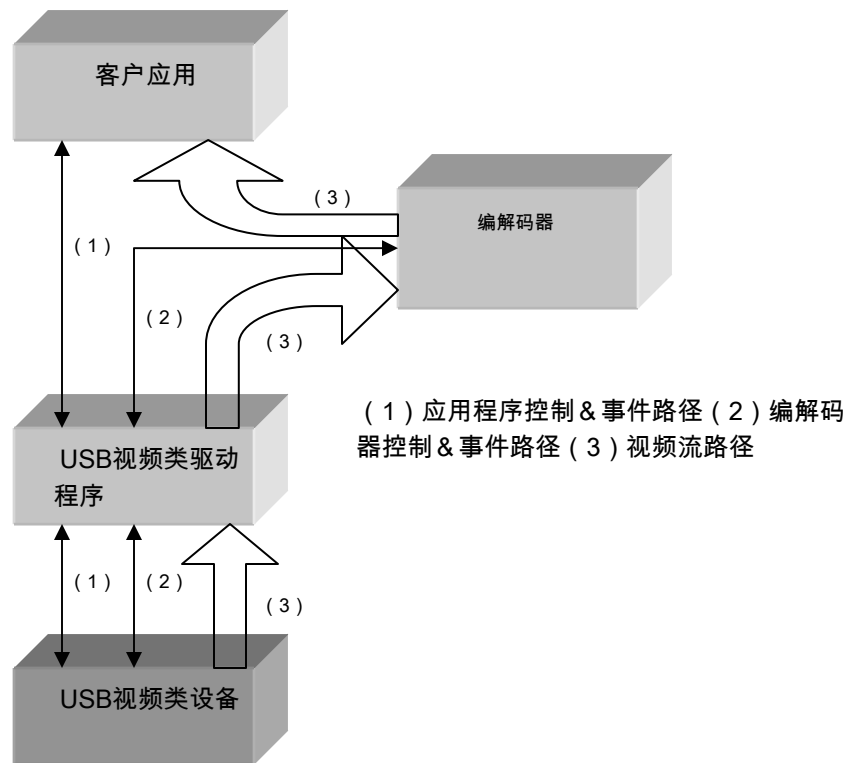 客户应用
（3）
编解码器
（1）
（2）
（3）
（1）应用程序控制&事件路径（2）编解码
器控制&事件路径（3）视频流路径
USB视频类驱动
程序
（1）
（2）
（3）
USB视频类设备